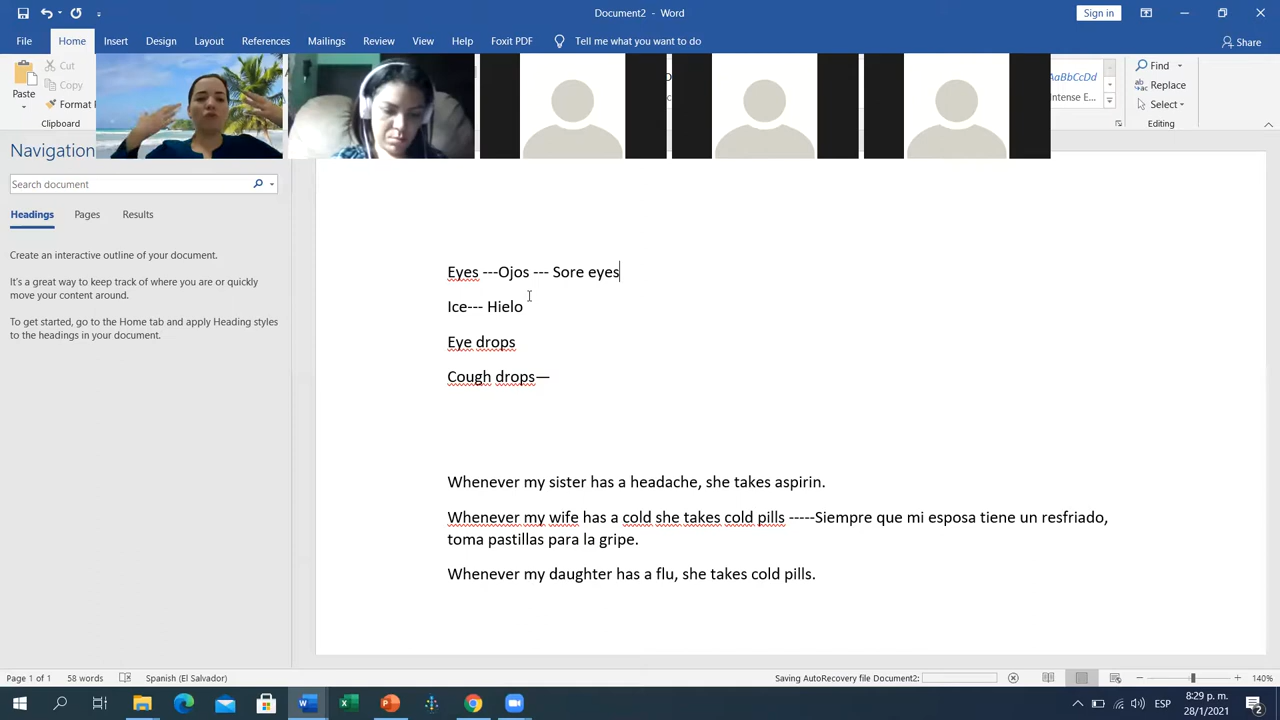 Document2 - Word
Sign in
File Home Insert Design Layout References Mailings Review View Help Foxit PDF Tell me what you want to do Share
Cut
Copy
Format
Paste
Clipboard
AaBbCcDd
Intense E...
Find
Replace
Select
Editing
Navigation
Search document
Headings Pages Results
Create an interactive outline of your document.
It's a great way to keep track of where you are or quickly
move your content around.
To get started, go to the Home tab and apply Heading styles
to the headings in your document.
Eyes ---Ojos --- Sore eyes
Ice--- Hielo
Eye drops
Cough drops—
Whenever my sister has a headache, she takes aspirin.
Whenever my wife has a cold she takes cold pills -----Siempre que mi esposa tiene un resfriado,
toma pastillas para la gripe.
Whenever my daughter has a flu, she takes cold pills.
Page 1 of 1 58 words Spanish (El Salvador) Saving AutoRecovery file Document2: 140%
ESP 8:29 p. m.
28/1/2021
2